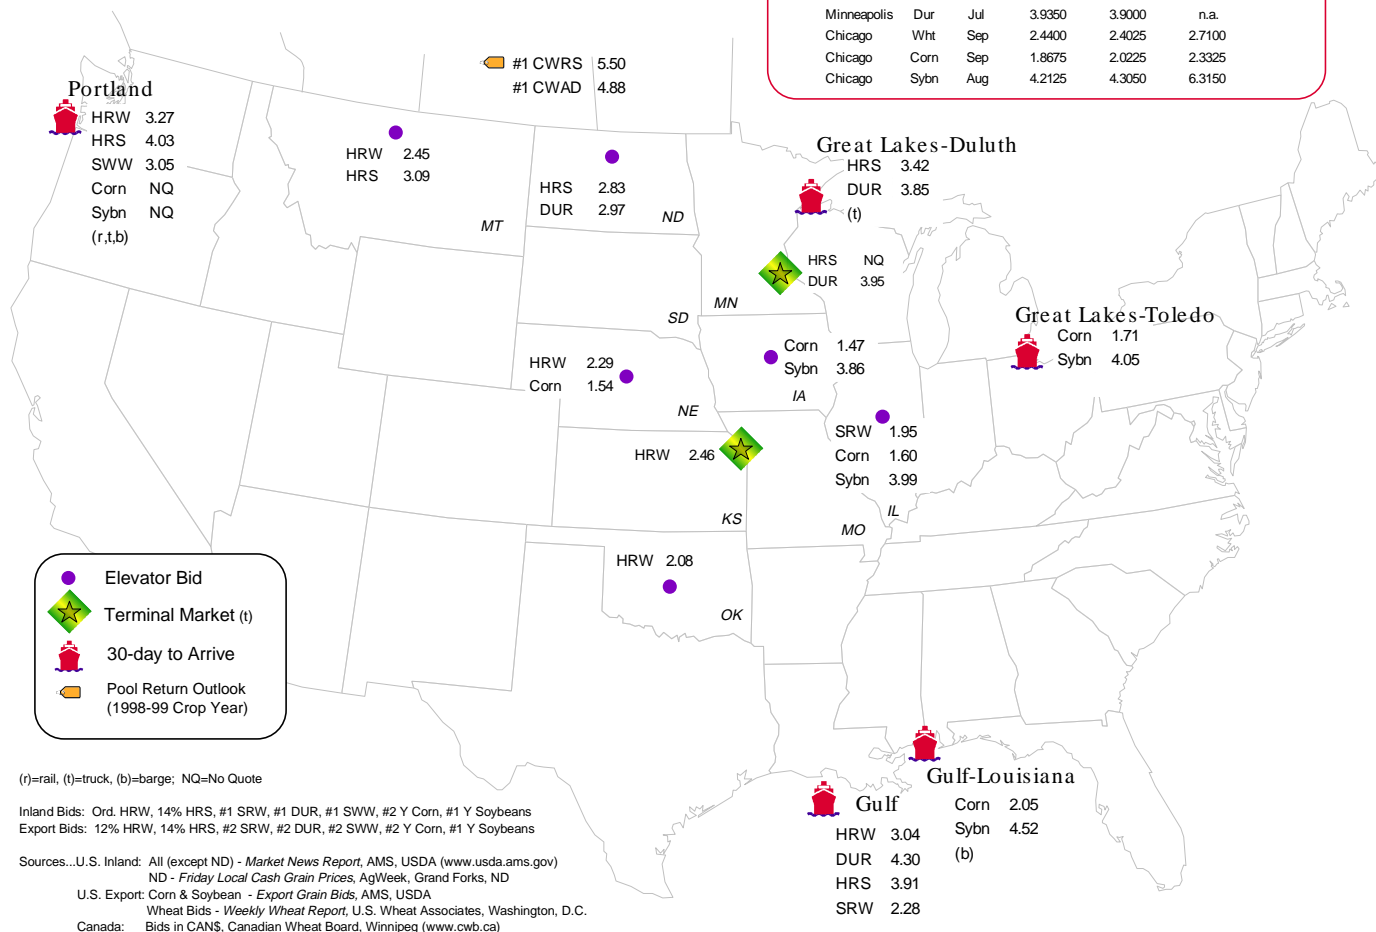 Minneapolis Dur Jul 3.9350 3.9000 n.a.
Chicago Wht Sep 2.4400 2.4025 2.7100
Chicago Corn Sep 1.8675 2.0225 2.3325
Chicago Sybn Aug 4.2125 4.3050 6.3150
#1 CWRS 5.50
#1 CWAD 4.88
Portland
HRW 3.27
HRS 4.03
SWW 3.05
Corn NQ
Sybn NQ
(r,t,b)
HRW 2.45
HRS 3.09
MT
HRS 2.83
DUR 2.97
ND
Great Lakes-Duluth
HRS 3.42
DUR 3.85
(t)
HRS NQ
DUR 3.95
MN
SD
Great Lakes-Toledo
Corn 1.71
Sybn 4.05
HRW 2.29
Corn 1.54
NE
Corn 1.47
Sybn 3.86
IA
SRW 1.95
Corn 1.60
Sybn 3.99
IL
HRW 2.46
KS
MO
HRW 2.08
OK
Elevator Bid
Terminal Market (t)
30-day to Arrive
Pool Return Outlook
(1998-99 Crop Year)
Gulf-Louisiana
Corn 2.05
Sybn 4.52
(b)
Gulf
HRW 3.04
DUR 4.30
HRS 3.91
SRW 2.28
(r)=rail, (t)=truck, (b)=barge; NQ=No Quote
Inland Bids: Ord. HRW, 14% HRS, #1 SRW, #1 DUR, #1 SWW, #2 Y Corn, #1 Y Soybeans
Export Bids: 12% HRW, 14% HRS, #2 SRW, #2 DUR, #2 SWW, #2 Y Corn, #1 Y Soybeans
Sources...U.S. Inland: All (except ND) - Market News Report, AMS, USDA (www.usda.ams.gov)
ND - Friday Local Cash Grain Prices, AgWeek, Grand Forks, ND
U.S. Export: Corn & Soybean - Export Grain Bids, AMS, USDA
Wheat Bids - Weekly Wheat Report, U.S. Wheat Associates, Washington, D.C.
Canada: Bids in CAN$, Canadian Wheat Board, Winnipeg (www.cwb.ca)